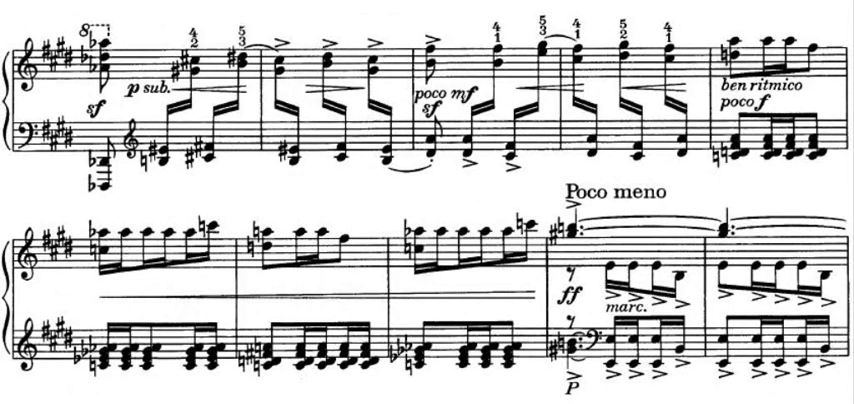 8
4 5 4 5 4 5 4
2 3 1 3 1 2 1
sf p sub. poco mf sf ben ritmico
poco f
Poco meno
ff marc.
P